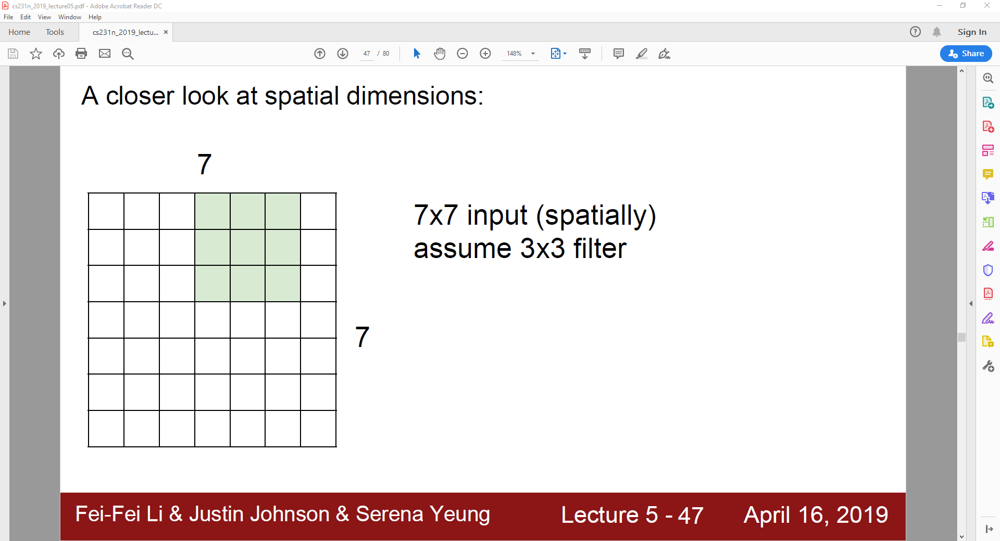 cs231n_2019_lecture05.pdf - Adobe Acrobat Reader DC
File Edit View Window Help
Home Tools cs231n_2019_lectu... Sign In
47 / 80 148% Share
A closer look at spatial dimensions:
7
7x7 input (spatially)
assume 3x3 filter
7
Fei-Fei Li & Justin Johnson & Serena Yeung Lecture 5 - 47 April 16, 2019